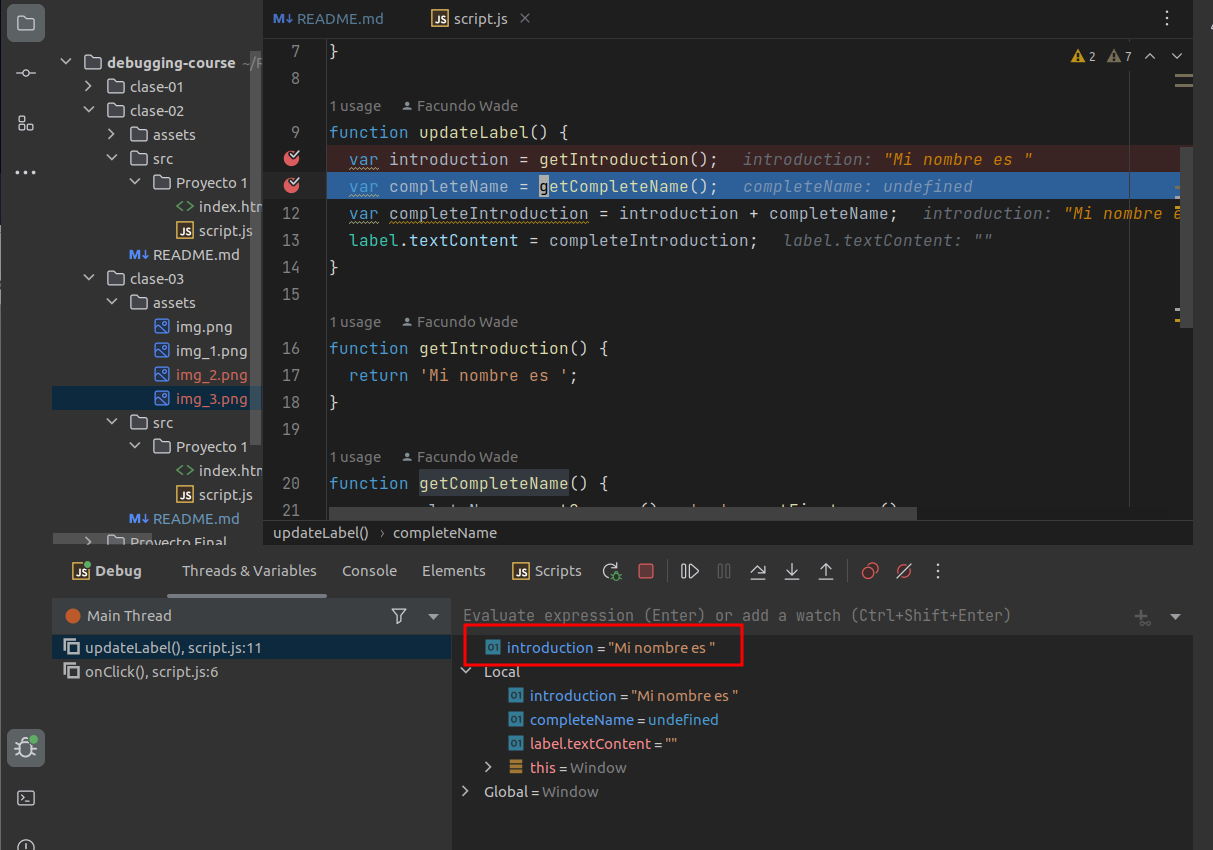 README.md
script.js
debugging-course
clase-01
clase-02
assets
src
Proyecto 1
script.js
README.md
clase-03
assets
img.png
img_1.png
img_2.png
img_3.png
src
Proyecto 1
script.js
README.md
Proyecto Final
2 7
7 }
8
1 usage Facundo Wade
9 function updateLabel() {
var introduction = getIntroduction(); introduction: "Mi nombre es "
var completeName = getCompleteName(); completeName: undefined
12 var completeIntroduction = introduction + completeName; introduction: "Mi nombre
13 label.textContent = completeIntroduction; label.textContent: ""
14 }
15
1 usage Facundo Wade
16 function getIntroduction() {
17 return 'Mi nombre es ';
18 }
19
1 usage Facundo Wade
20 function getCompleteName() {
21
updateLabel() › completeName
Debug Threads & Variables Console Elements Scripts
Main Thread
updateLabel(), script.js:11
onClick(), script.js:6
Evaluate expression (Enter) or add a watch (Ctrl+Shift+Enter)
introduction = "Mi nombre es "
Local
introduction = "Mi nombre es "
completeName = undefined
label.textContent = ""
this = Window
Global = Window